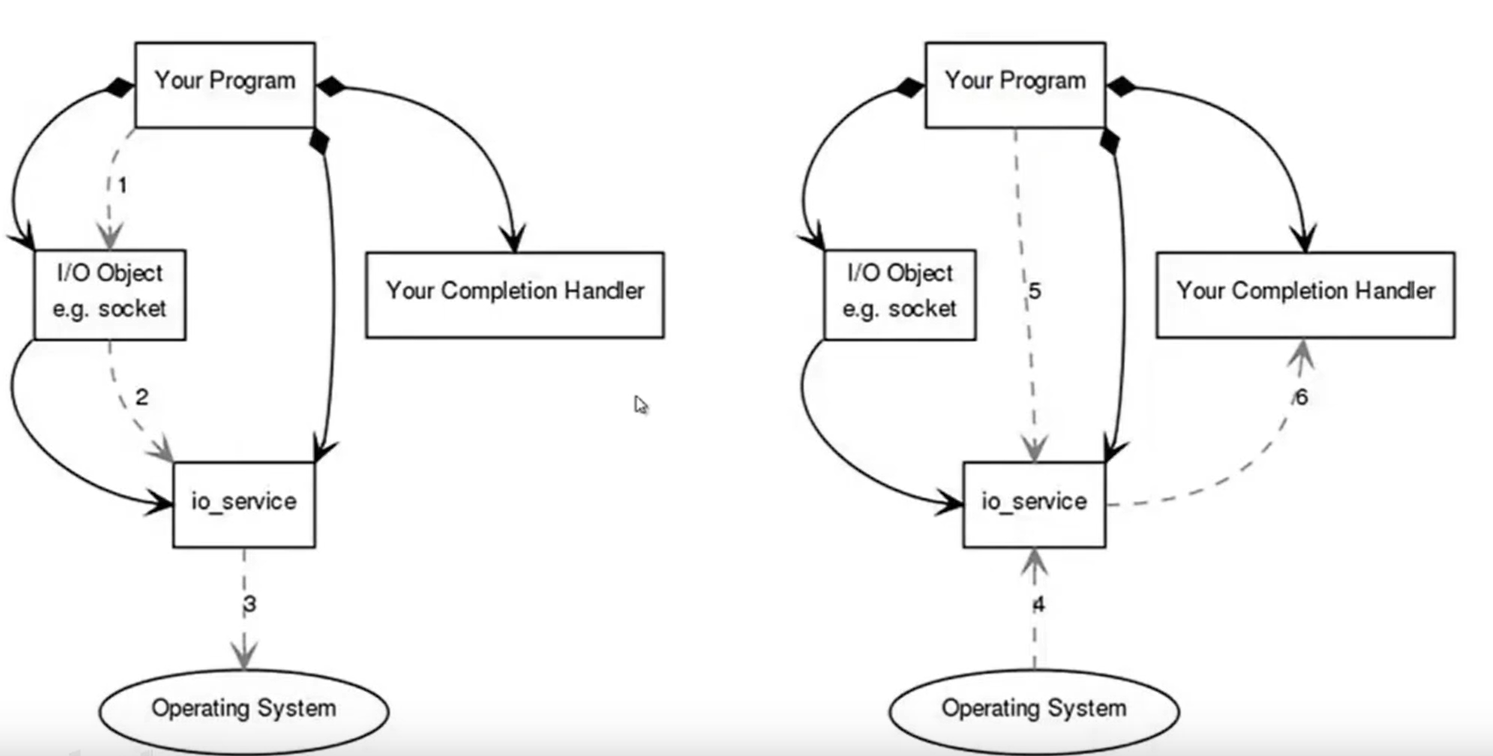 Your Program
1
I/O Object
e.g. socket
Your Completion Handler
2
io_service
3
Operating System
Your Program
5
I/O Object
e.g. socket
Your Completion Handler
6
io_service
4
Operating System